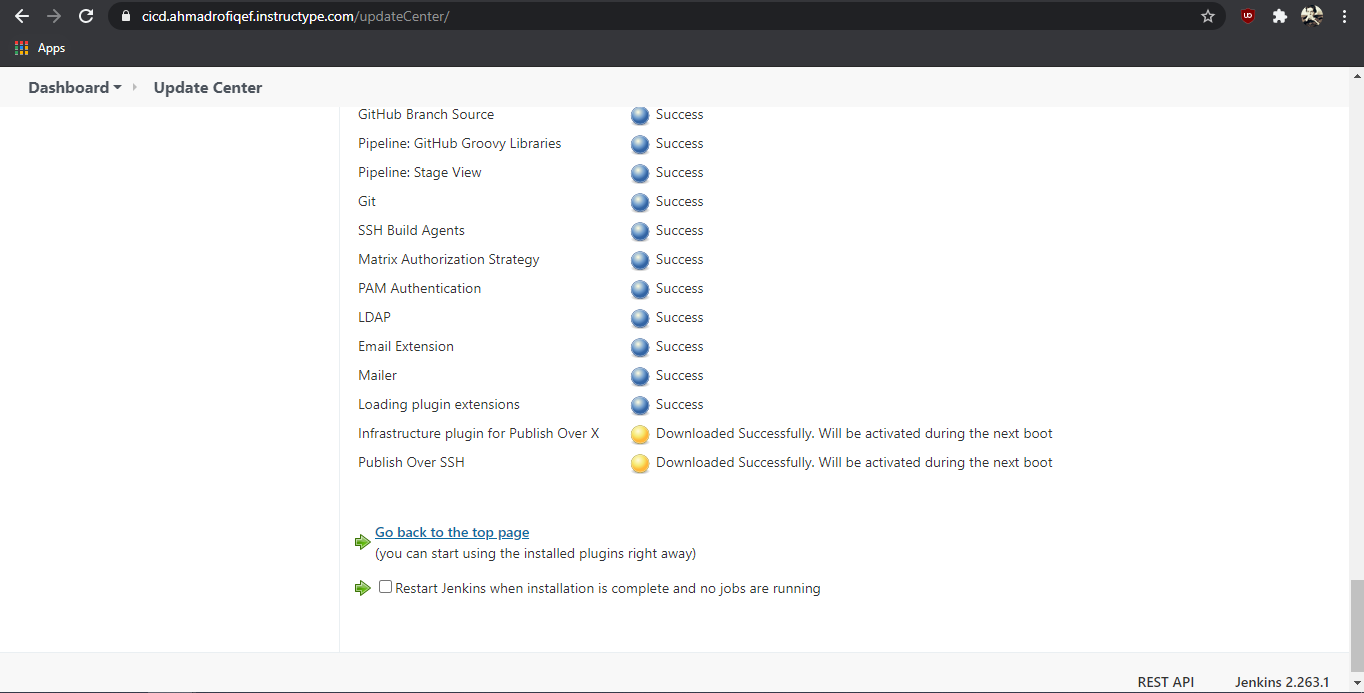 cicd.ahmadrofiqef.instructype.com/updateCenter/
Apps
Dashboard Update Center
GitHub Branch Source Success
Pipeline: GitHub Groovy Libraries Success
Pipeline: Stage View Success
Git Success
SSH Build Agents Success
Matrix Authorization Strategy Success
PAM Authentication Success
LDAP Success
Email Extension Success
Mailer Success
Loading plugin extensions Success
Infrastructure plugin for Publish Over X Downloaded Successfully. Will be activated during the next boot
Publish Over SSH Downloaded Successfully. Will be activated during the next boot
Go back to the top page
(you can start using the installed plugins right away)
Restart Jenkins when installation is complete and no jobs are running
REST API Jenkins 2.263.1